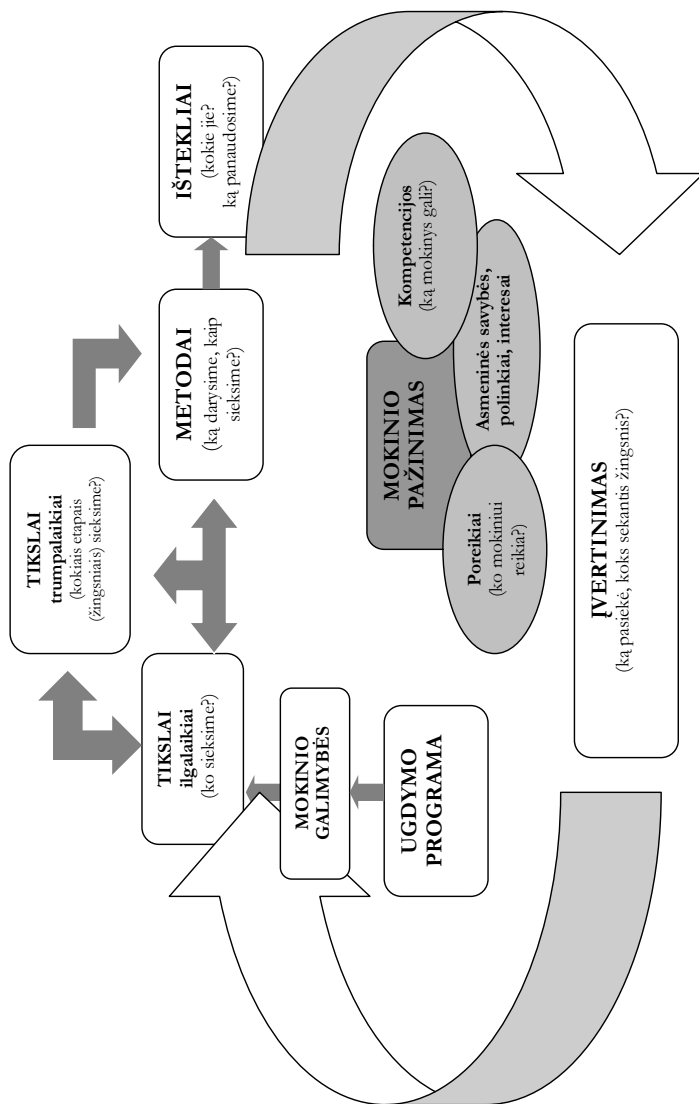 TIKSLAI
trumpalaikiai
(kokiais etapais
(žingsniais) sieksime?)
TIKSLAI
ilgalaikiai
(ko sieksime?)
METODAI
(ką darysime, kaip
sieksime?)
IŠTEKLIAI
(kokie jie?
ką panaudosime?)
MOKINIO
GALIMYBĖS
UGDYMO
PROGRAMA
MOKINIO
PAŽINIMAS
Poreikiai
(ko mokiniui
reikia?)
Kompetencijos
(ką mokinys gali?)
Asmeninės savybės,
polinkiai, interesai
ĮVERTINIMAS
(ką pasiekė, koks sekantis žingsnis?)